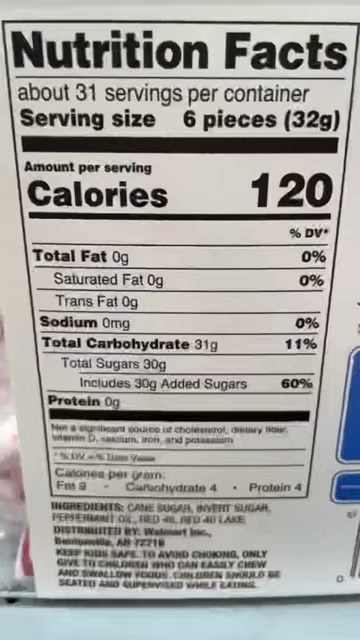 Nutrition Facts
about 31 servings per container
Serving size 6 pieces (32g)
Amount per serving
Calories 120
% DV*
Total Fat 0g 0%
Saturated Fat 0g 0%
Trans Fat 0g
Sodium 0mg 0%
Total Carbohydrate 31g 11%
Total Sugars 30g
Includes 30g Added Sugars 60%
Protein 0g
Not a significant source of cholesterol, dietary fiber,
vitamin D, calcium, iron, and potassium
*% DV = % Daily Value
Calories per gram:
Fat 9 • Carbohydrate 4 • Protein 4
INGREDIENTS: CANE SUGAR, INVERT SUGAR,
PEPPERMINT OIL, RED 40, RED 40 LAKE
DISTRIBUTED BY: Walmart Inc.,
Bentonville, AR 72716
KEEP KIDS SAFE. TO AVOID CHOKING, ONLY
GIVE TO CHILDREN WHO CAN EASILY CHEW
AND SWALLOW FOODS. CHILDREN SHOULD BE
SEATED AND SUPERVISED WHILE EATING.